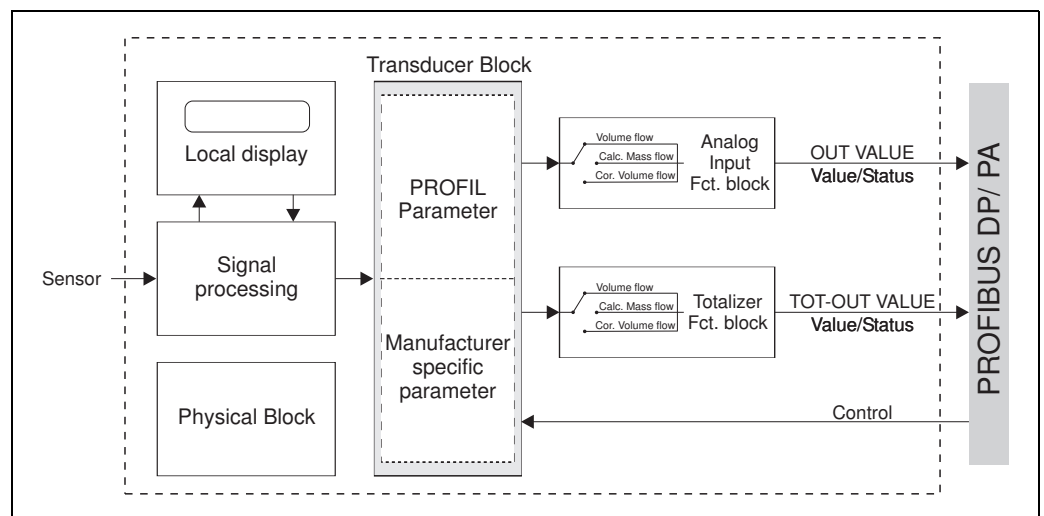 Transducer Block
Local display
PROFIL
Parameter
Volume flow
Calc. Mass flow
Cor. Volume flow
Analog
Input
Fct. block
OUT VALUE
Value/Status
Sensor
Signal
processing
Manufacturer
specific
parameter
Volume flow
Calc. Mass flow
Cor. Volume flow
Totalizer
Fct. block
TOT-OUT VALUE
Value/Status
Physical Block
Control
PROFIBUS DP/ PA